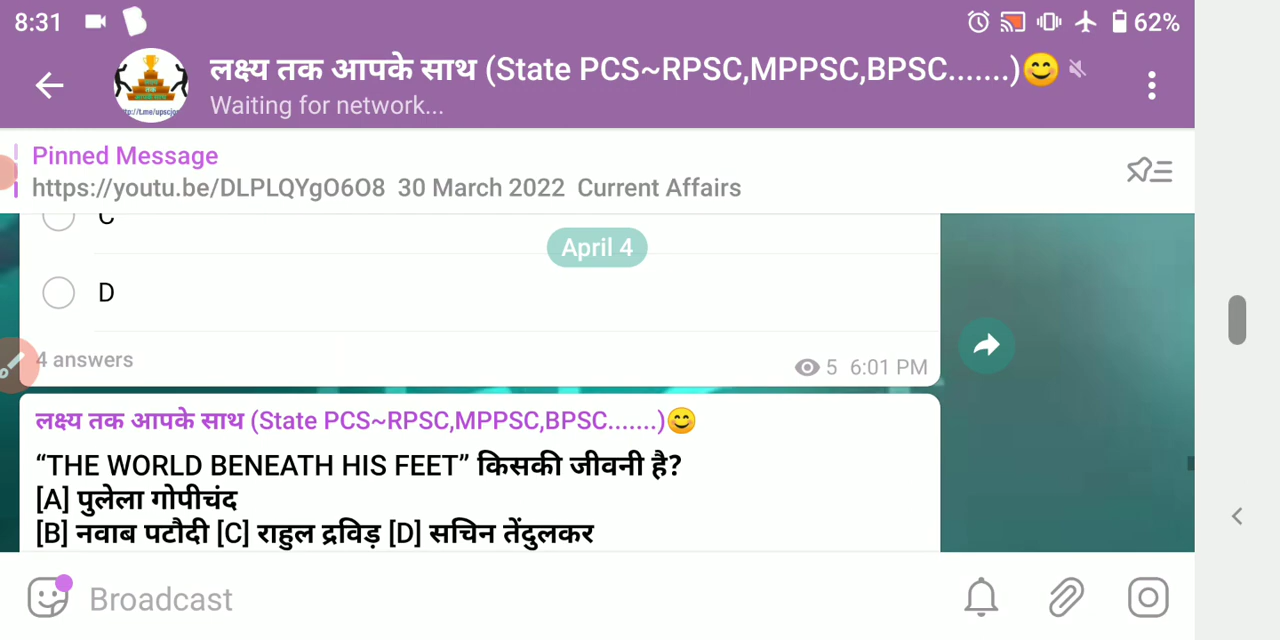 8:31
62%
लक्ष्य तक आपके साथ (State PCS~RPSC,MPPSC,BPSC.......)😊
Waiting for network...
Pinned Message
https://youtu.be/DLPLQYgO6O8 30 March 2022 Current Affairs
C
April 4
D
4 answers
5 6:01 PM
लक्ष्य तक आपके साथ (State PCS~RPSC,MPPSC,BPSC.......)😊
“THE WORLD BENEATH HIS FEET” किसकी जीवनी है?
[A] पुलेला गोपीचंद
[B] नवाब पटौदी [C] राहुल द्रविड़ [D] सचिन तेंदुलकर
Broadcast